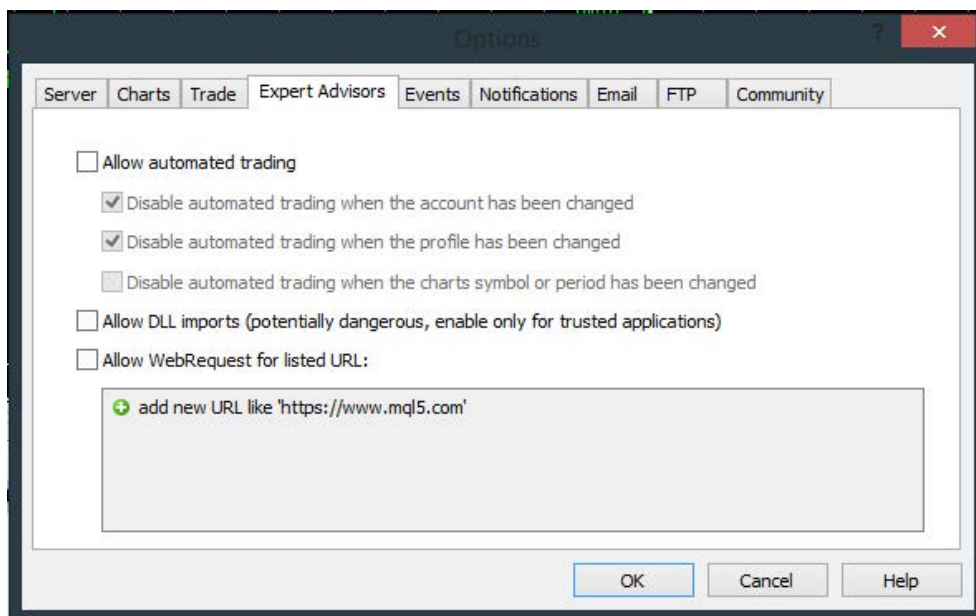 Options
?
Server Charts Trade Expert Advisors Events Notifications Email FTP Community
Allow automated trading
Disable automated trading when the account has been changed
Disable automated trading when the profile has been changed
Disable automated trading when the charts symbol or period has been changed
Allow DLL imports (potentially dangerous, enable only for trusted applications)
Allow WebRequest for listed URL:
add new URL like 'https://www.mql5.com'
OK Cancel Help